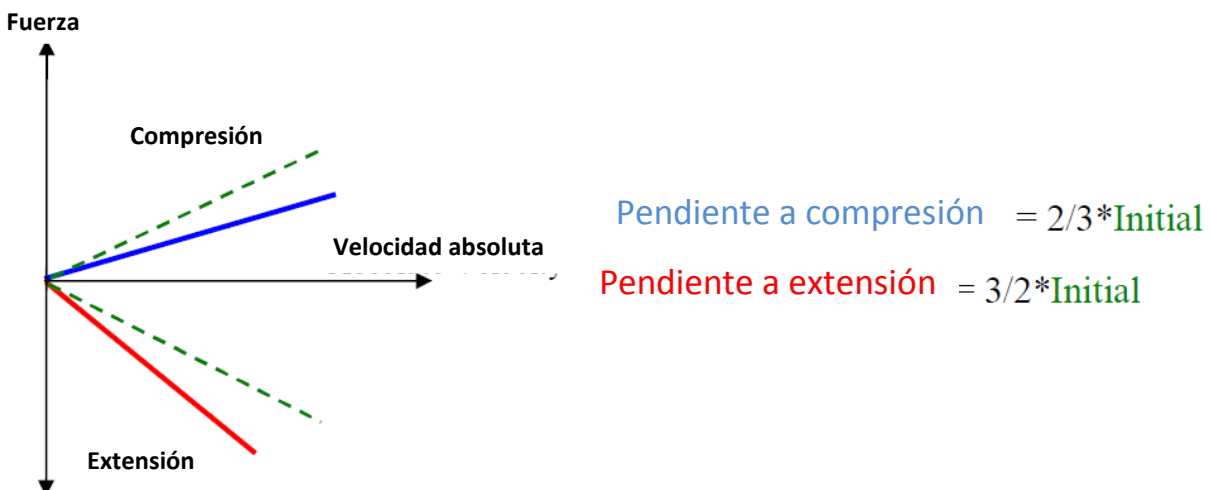 Fuerza
Compresión
Pendiente a compresión = 2/3*Initial
Velocidad absoluta
Pendiente a extensión = 3/2*Initial
Extensión